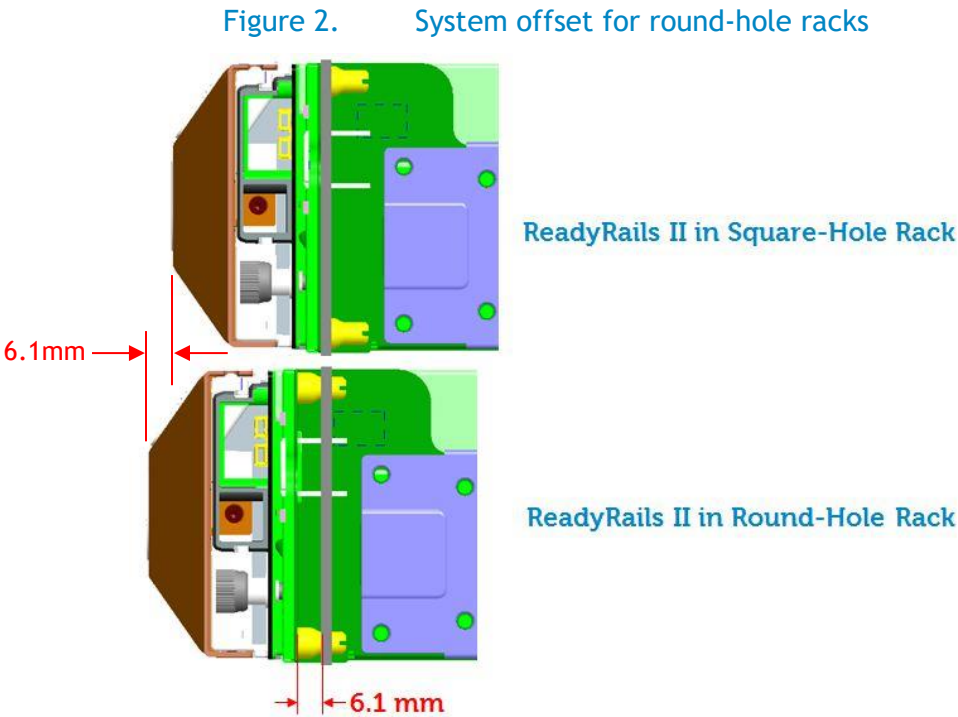 Figure 2. System offset for round-hole racks
ReadyRails II in Square-Hole Rack
6.1mm
ReadyRails II in Round-Hole Rack
6.1 mm